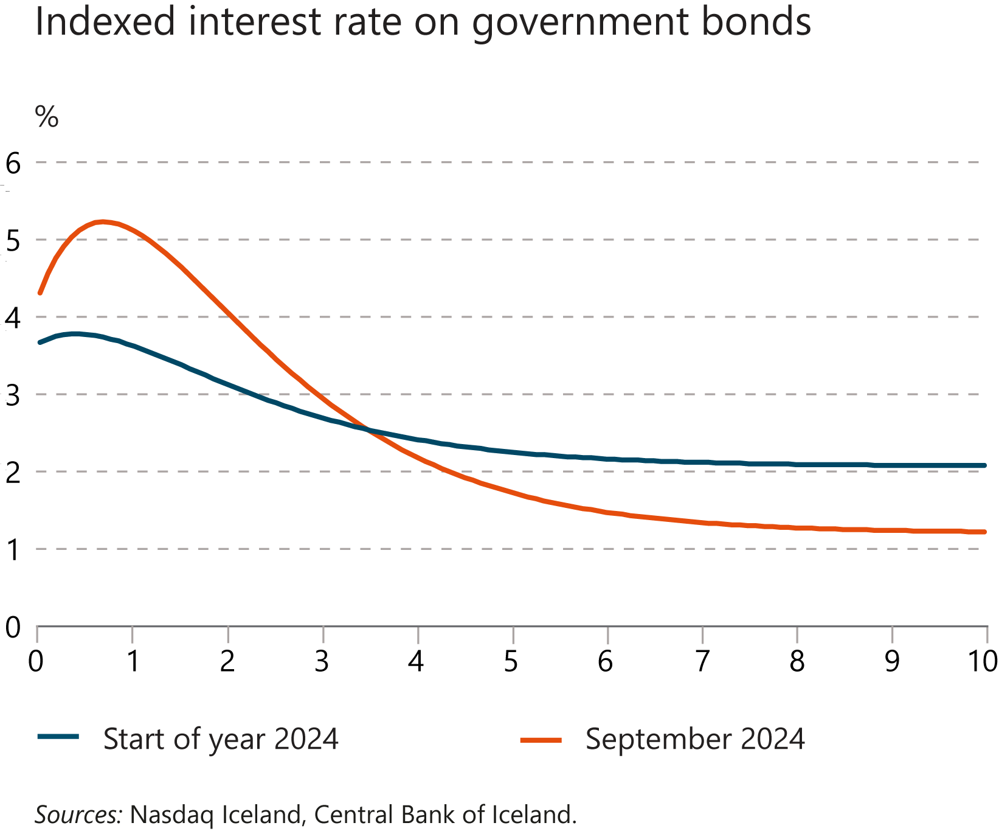 Indexed interest rate on government bonds
%
6
5
4
3
2
1
0
0 1 2 3 4 5 6 7 8 9 10
Start of year 2024 September 2024
Sources: Nasdaq Iceland, Central Bank of Iceland.